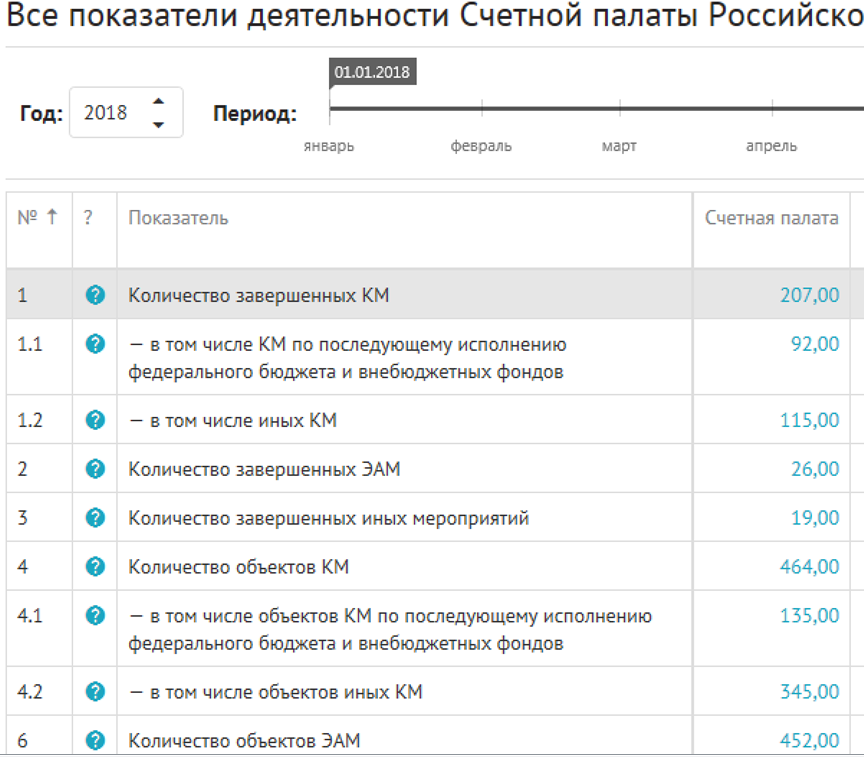 Все показатели деятельности Счетной палаты Российско
01.01.2018
Год: 2018 Период:
январь февраль март апрель
№ ↑ ? Показатель Счетная палата
1 ? Количество завершенных КМ 207,00
1.1 ? — в том числе КМ по последующему исполнению 92,00
федерального бюджета и внебюджетных фондов
1.2 ? — в том числе иных КМ 115,00
2 ? Количество завершенных ЭАМ 26,00
3 ? Количество завершенных иных мероприятий 19,00
4 ? Количество объектов КМ 464,00
4.1 ? — в том числе объектов КМ по последующему исполнению 135,00
федерального бюджета и внебюджетных фондов
4.2 ? — в том числе объектов иных КМ 345,00
6 ? Количество объектов ЭАМ 452,00